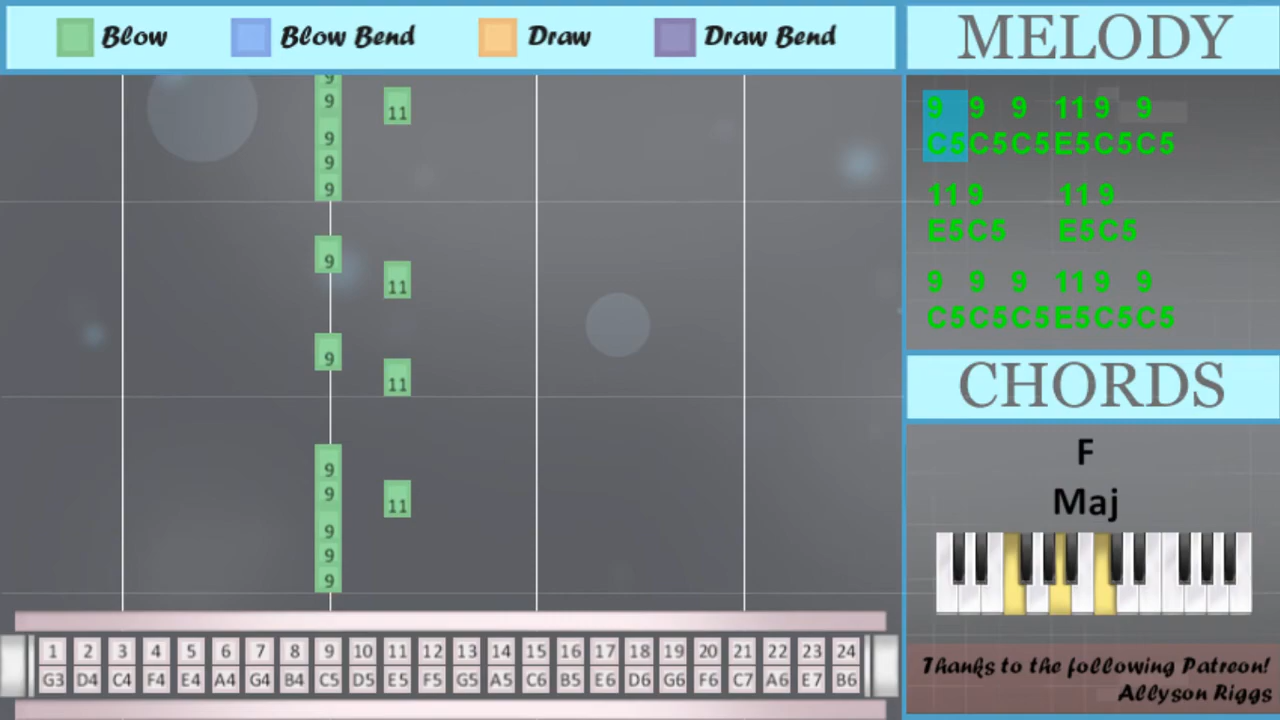 Blow Blow Bend Draw Draw Bend
MELODY
9 9 9 11 9 9
C5 C5 C5 E5 C5 C5
11 9 11 9
E5 C5 E5 C5
9 9 9 11 9 9
C5 C5 C5 E5 C5 C5
CHORDS
F
Maj
9
9
11
9
9
9
9
11
9
11
9
9
11
9
9
9
1 2 3 4 5 6 7 8 9 10 11 12 13 14 15 16 17 18 19 20 21 22 23 24
G3 D4 C4 F4 E4 A4 G4 B4 C5 D5 E5 F5 G5 A5 C6 B5 E6 D6 G6 F6 C7 A6 E7 B6
Thanks to the following Patreon!
Allyson Riggs